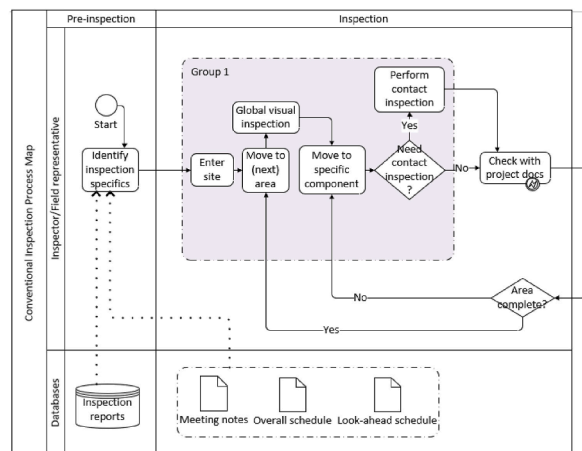 Pre-inspection
Inspection
Conventional Inspection Process Map
Inspector/Field representative
Group 1
Start
Identify
inspection
specifics
Enter
site
Move to
(next)
area
Global visual
inspection
Move to
specific
component
Perform
contact
inspection
Yes
Need
contact
inspection
?
No
Check with
project docs
Area
complete?
No
Yes
Databases
Inspection
reports
Meeting notes
Overall schedule
Look-ahead schedule